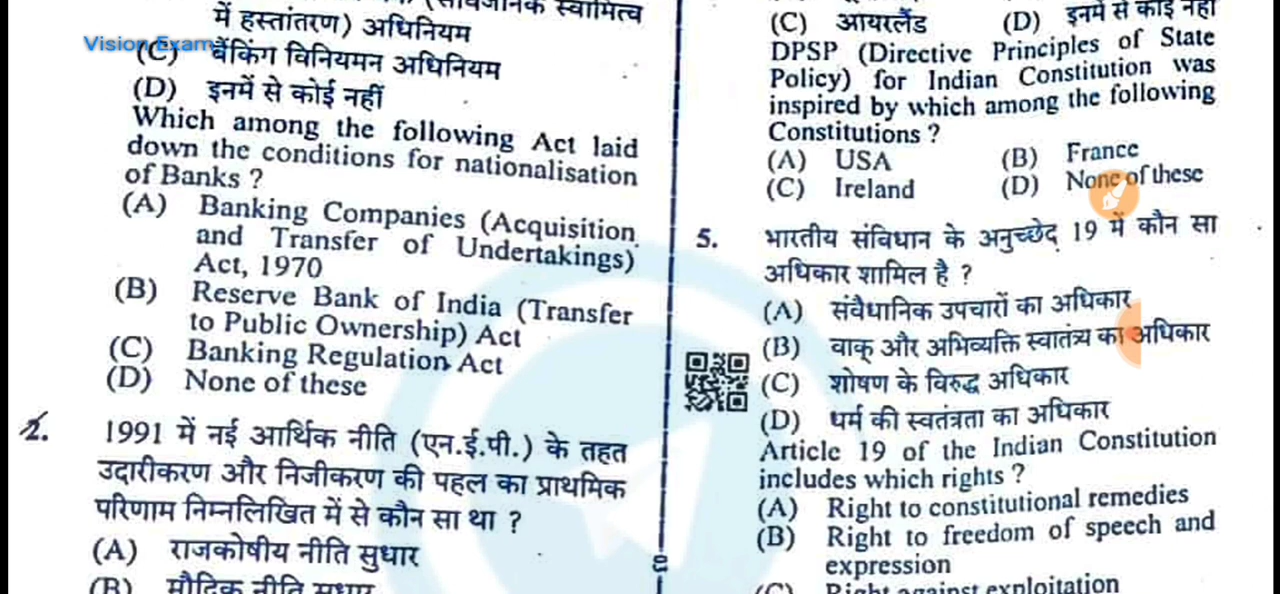 स्वामित्व
में हस्तांतरण) अधिनियम
Vision Exam
(C) बैंकिंग विनियमन अधिनियम
(D) इनमें से कोई नहीं
Which among the following Act laid
down the conditions for nationalisation
of Banks ?
(A) Banking Companies (Acquisition
and Transfer of Undertakings)
Act, 1970
(B) Reserve Bank of India (Transfer
to Public Ownership) Act
(C) Banking Regulation Act
(D) None of these
2. 1991 में नई आर्थिक नीति (एन.ई.पी.) के तहत
उदारीकरण और निजीकरण की पहल का प्राथमिक
परिणाम निम्नलिखित में से कौन सा था ?
(A) राजकोषीय नीति सुधार
(B) मौद्रिक नीति सुधार
(C) आयरलैंड (D) इनमें से कोई नहीं
DPSP (Directive Principles of State
Policy) for Indian Constitution was
inspired by which among the following
Constitutions ?
(A) USA (B) France
(C) Ireland (D) None of these
5. भारतीय संविधान के अनुच्छेद 19 में कौन सा
अधिकार शामिल है ?
(A) संवैधानिक उपचारों का अधिकार
(B) वाक् और अभिव्यक्ति स्वातंत्र्य का अधिकार
(C) शोषण के विरुद्ध अधिकार
(D) धर्म की स्वतंत्रता का अधिकार
Article 19 of the Indian Constitution
includes which rights ?
(A) Right to constitutional remedies
(B) Right to freedom of speech and
expression
(C) Right against exploitation